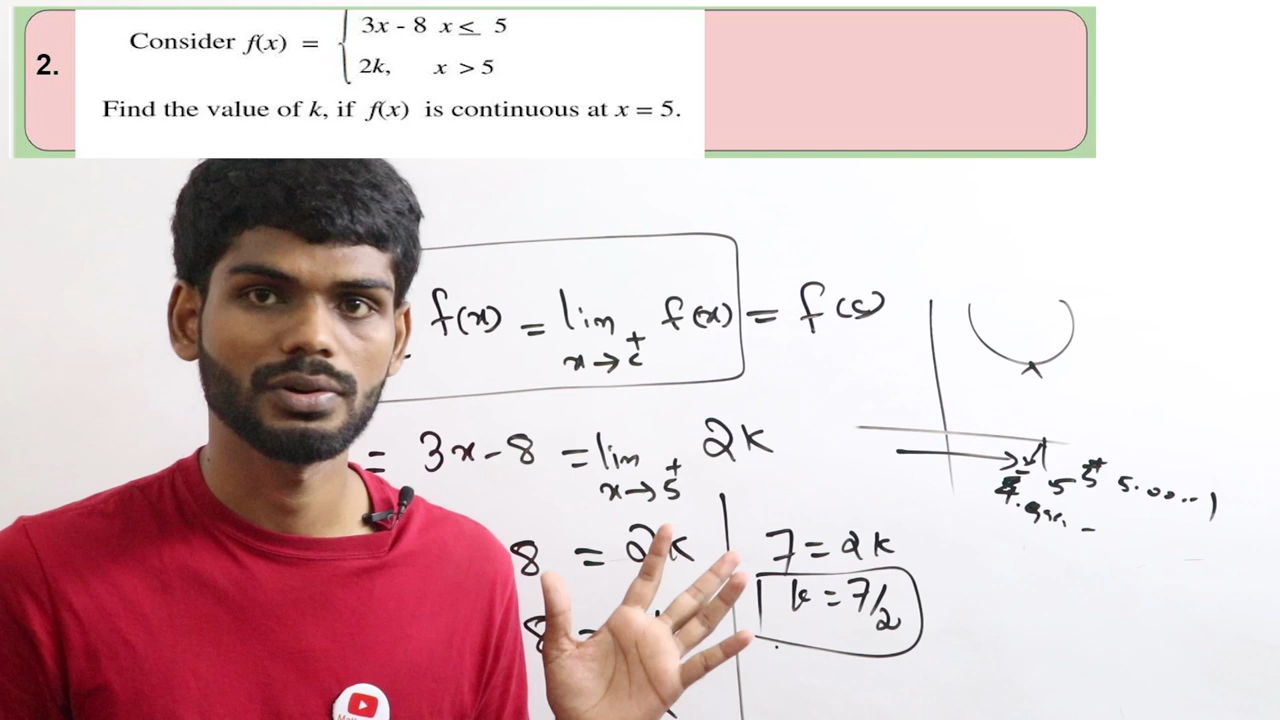 2.
Consider f(x) = { 3x - 8 x ≤ 5
2k, x > 5
Find the value of k, if f(x) is continuous at x = 5.
f(x) = lim x→c⁺ f(x) = f(c)
= 3x - 8 = lim x→5⁺ 2k
8 = 2k
8 =
7 = 2k
k = 7/2
5 5⁺ 5.00...1